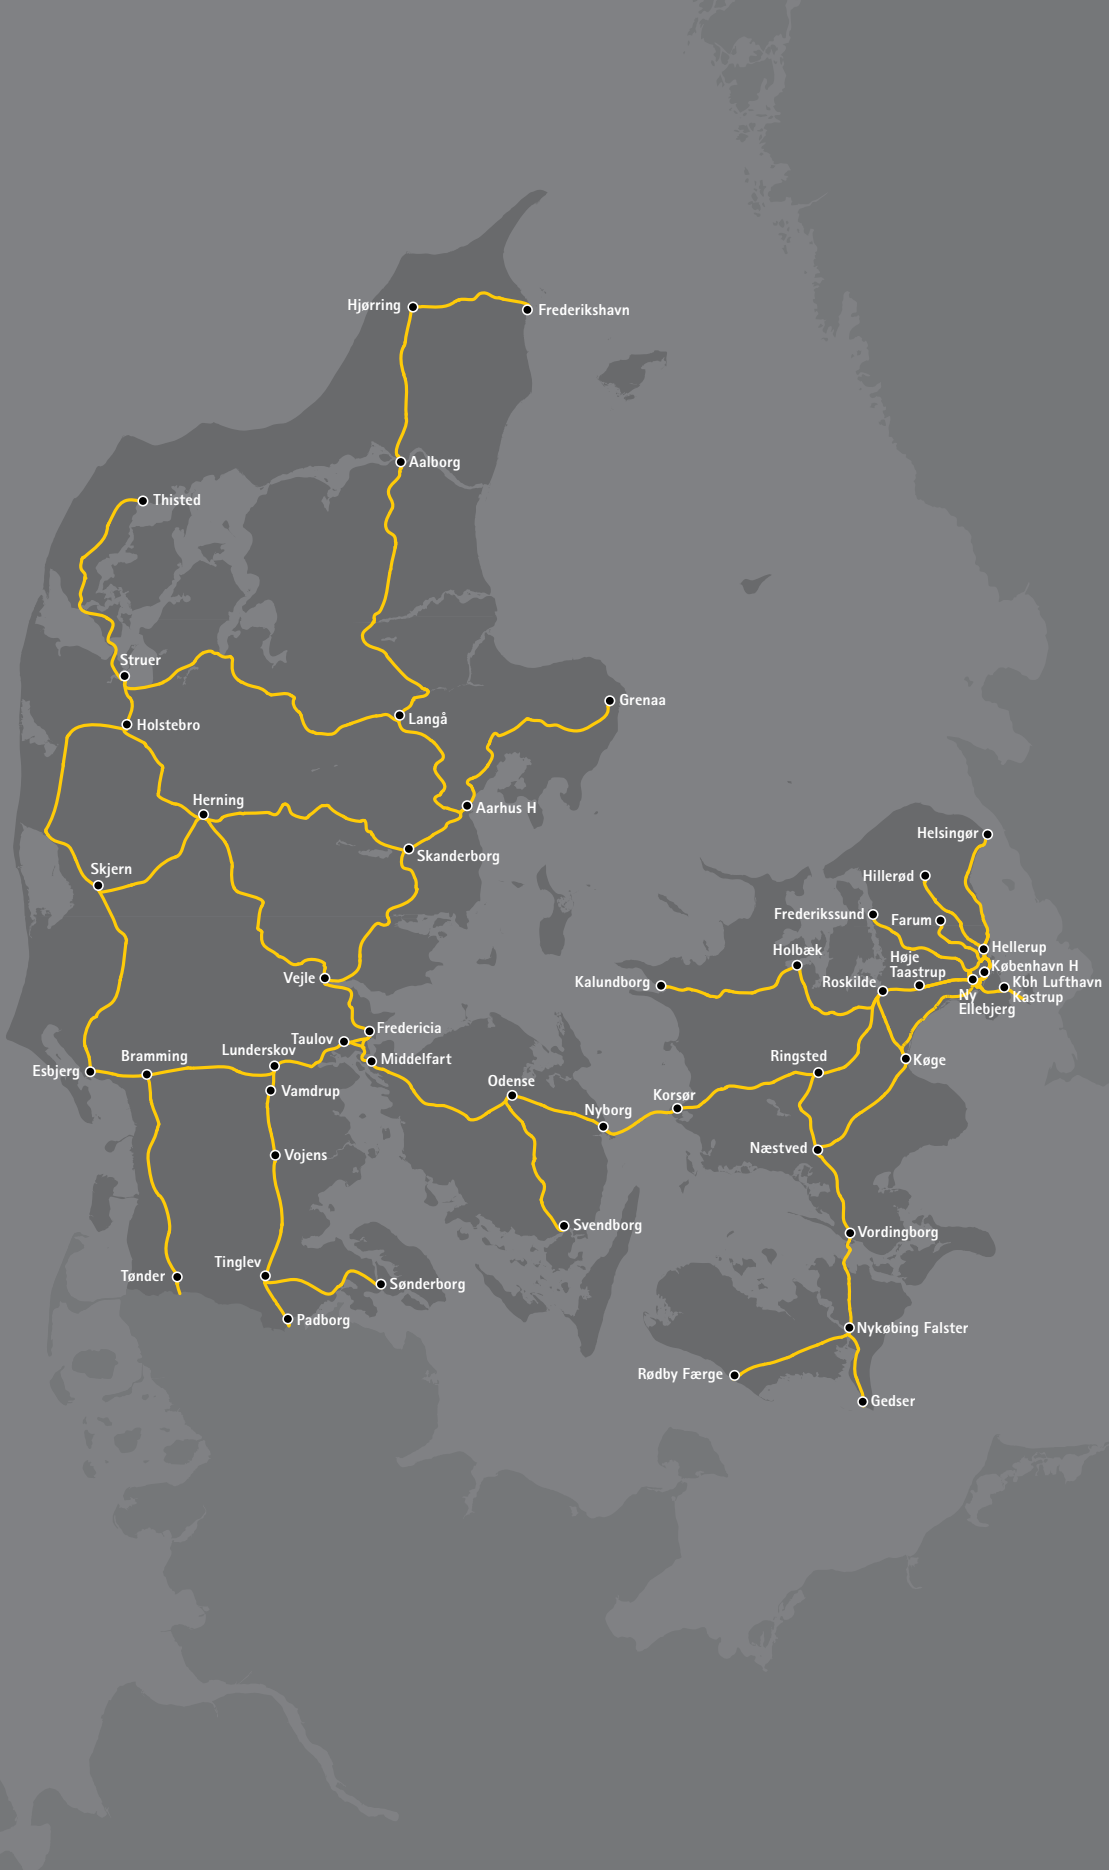 Hjørring
Frederikshavn
Aalborg
Thisted
Struer
Grenaa
Langå
Holstebro
Herning
Aarhus H
Skanderborg
Skjern
Helsingør
Hillerød
Frederikssund
Farum
Hellerup
Holbæk
Høje
Taastrup
København H
Kbh Lufthavn
Kastrup
Vejle
Kalundborg
Roskilde
Ny
Ellebjerg
Fredericia
Taulov
Lunderskov
Bramming
Middelfart
Ringsted
Køge
Esbjerg
Vamdrup
Odense
Korsør
Nyborg
Næstved
Vojens
Svendborg
Vordingborg
Tinglev
Tønder
Sønderborg
Padborg
Nykøbing Falster
Rødby Færge
Gedser